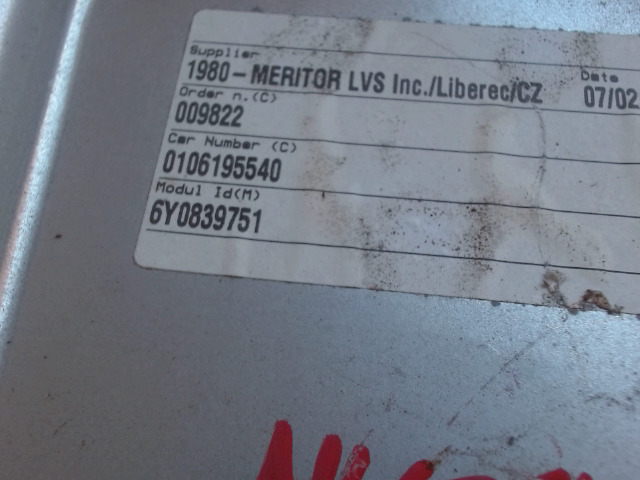 Supplier
1980-MERITOR LVS Inc./Liberec/CZ
Date
07/02
Order n.(C)
009822
Car Number (C)
0106195540
Modul Id(M)
6Y0839751